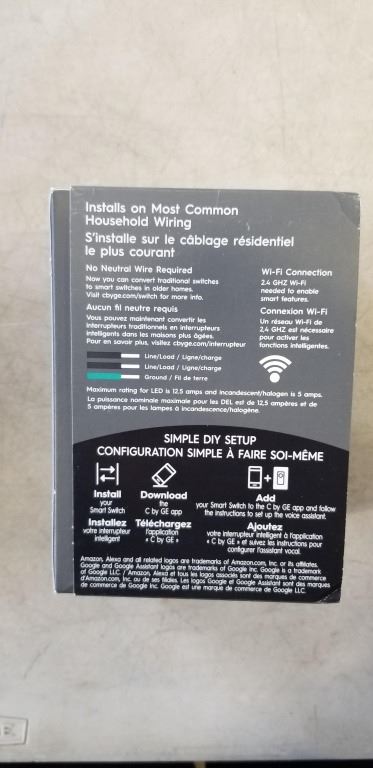 Installs on Most Common
Household Wiring
S'installe sur le câblage résidentiel
le plus courant
No Neutral Wire Required
Now you can convert traditional switches
to smart switches in older homes.
Visit cbyge.com/switch for more info.
Aucun fil neutre requis
Vous pouvez maintenant convertir les
interrupteurs traditionnels en interrupteurs
intelligents dans les maisons plus âgées.
Pour en savoir plus, visitez cbyge.com/interrupteur
Wi-Fi Connection
2.4 GHZ Wi-Fi
needed to enable
smart features.
Connexion Wi-Fi
Un réseau Wi-Fi de
2,4 GHZ est nécessaire
pour activer les
fonctions intelligentes.
Line/Load / Ligne/charge
Line/Load / Ligne/charge
Ground / Fil de terre
Maximum rating for LED is 12.5 amps and incandescent/halogen is 5 amps.
La puissance nominale maximale pour les DEL est de 12,5 ampères et de
5 ampères pour les lampes à incandescence/halogène.
SIMPLE DIY SETUP
CONFIGURATION SIMPLE À FAIRE SOI-MÊME
Install
your
Smart Switch
Installez
votre interrupteur
intelligent
Download
the
C by GE app
Téléchargez
l'application
« C by GE »
+
Add
your Smart Switch to the C by GE app and follow
the instructions to set up the voice assistant.
Ajoutez
votre interrupteur intelligent à l'application
« C by GE » et suivez les instructions pour
configurer l'assistant vocal.
Amazon, Alexa and all related logos are trademarks of Amazon.com, Inc. or its affiliates.
Google and Google Assistant logos are trademarks of Google Inc. Google is a trademark
of Google LLC. / Amazon, Alexa et tous les logos associés sont des marques de commerce
d'Amazon.com, Inc. ou de ses filiales. Les logos Google et Google Assistant sont des marques
de commerce de Google Inc. Google est une marque de commerce de Google LLC.